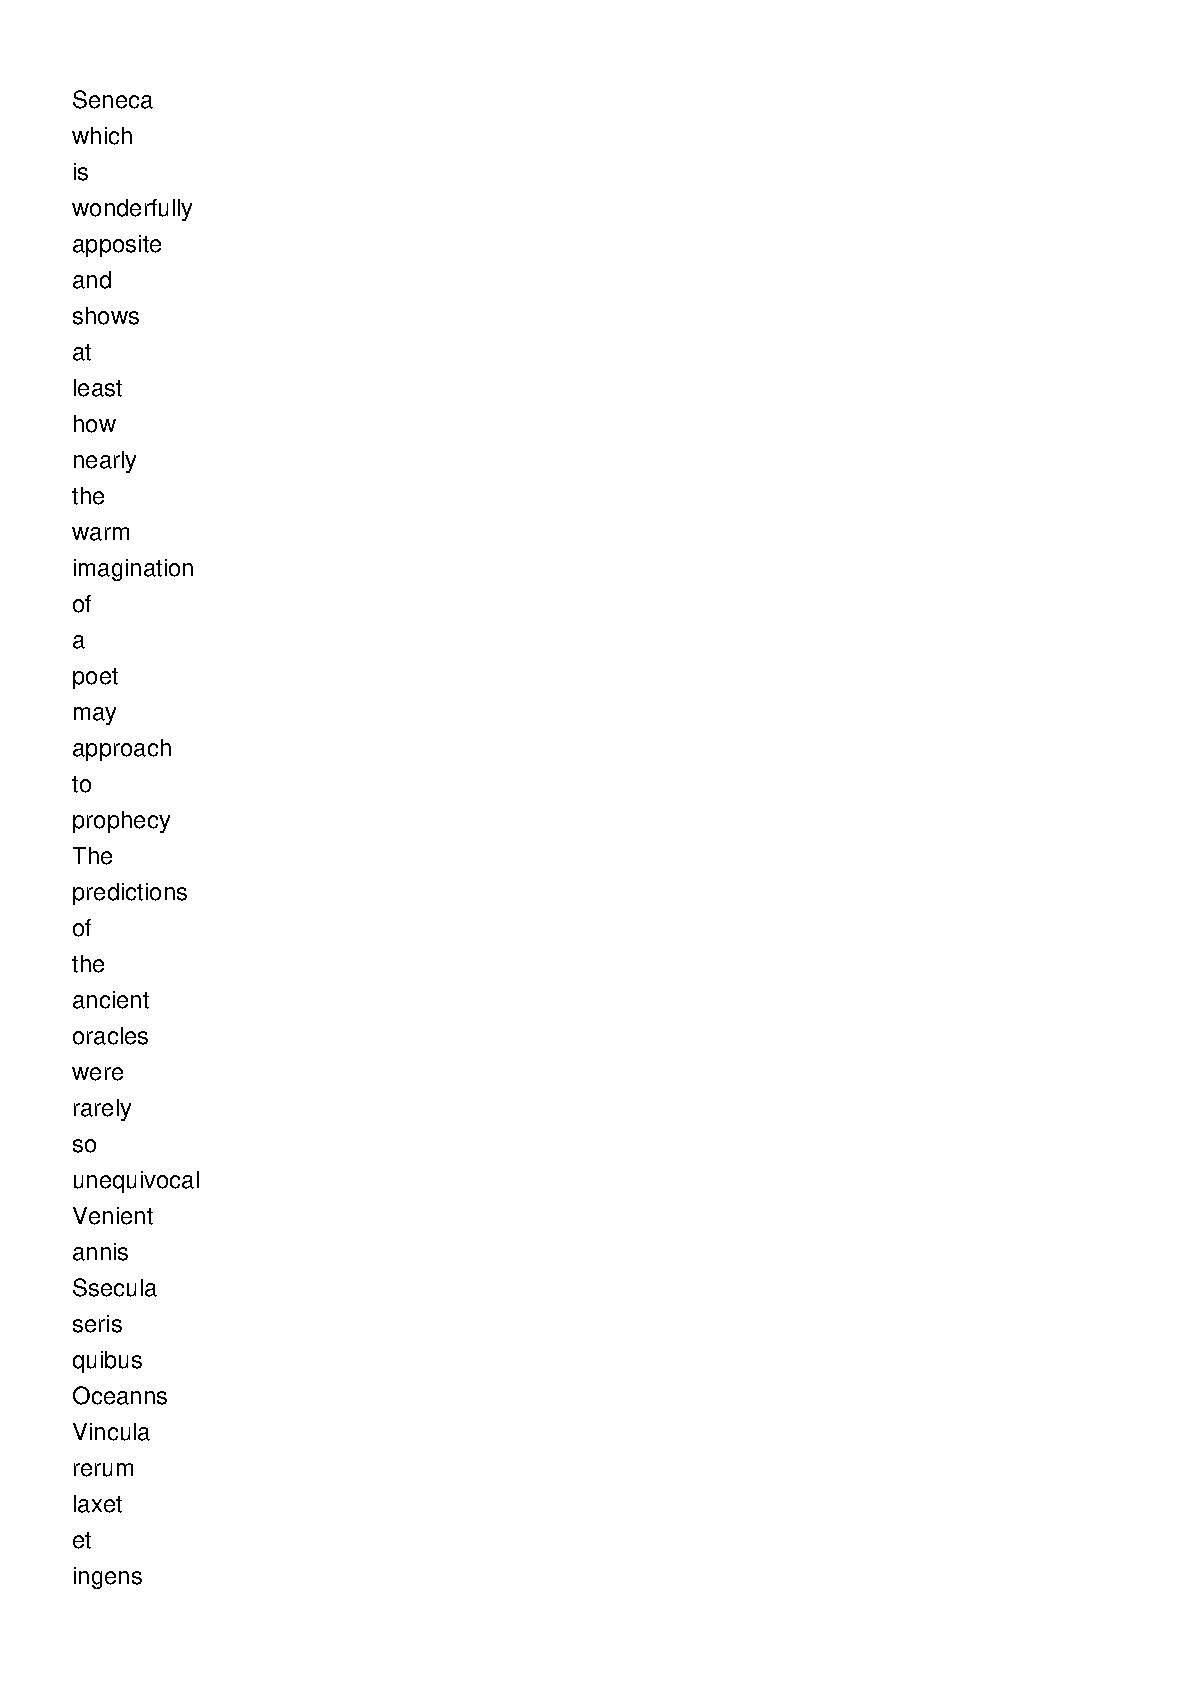 Seneca
which
is
wonderfully
apposite
and
shows
at
least
how
nearly
the
warm
imagination
of
a
poet
may
approach
to
prophecy
The
predictions
of
the
ancient
oracles
were
rarely
so
unequivocal
Venient
annis
Ssecula
seris
quibus
Oceanns
Vincula
rerum
laxet
et
ingens